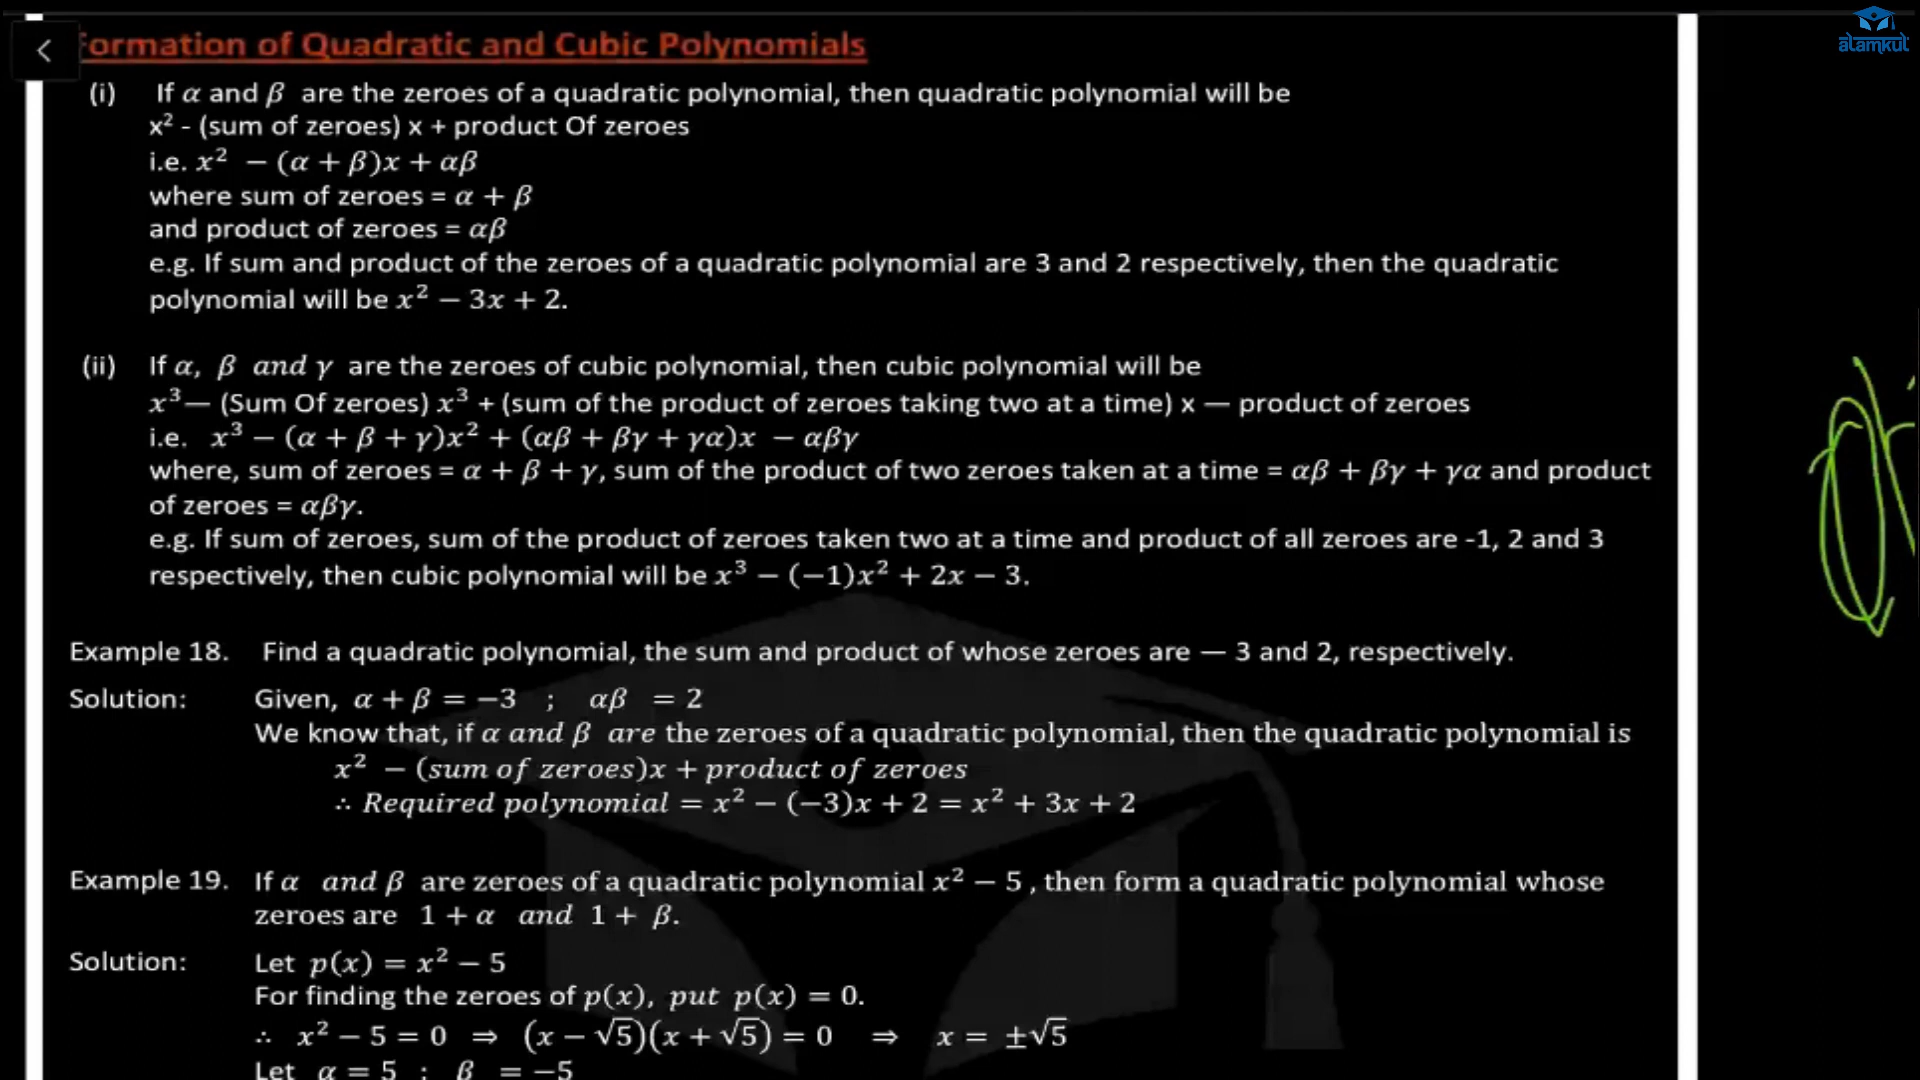 ormation of Quadratic and Cubic Polynomials
alamkul
(i) If α and β are the zeroes of a quadratic polynomial, then quadratic polynomial will be
x² - (sum of zeroes) x + product Of zeroes
i.e. x² − (α + β)x + αβ
where sum of zeroes = α + β
and product of zeroes = αβ
e.g. If sum and product of the zeroes of a quadratic polynomial are 3 and 2 respectively, then the quadratic
polynomial will be x² − 3x + 2.
(ii) If α, β and γ are the zeroes of cubic polynomial, then cubic polynomial will be
x³— (Sum Of zeroes) x³ + (sum of the product of zeroes taking two at a time) x — product of zeroes
i.e. x³ − (α + β + γ)x² + (αβ + βγ + γα)x − αβγ
where, sum of zeroes = α + β + γ, sum of the product of two zeroes taken at a time = αβ + βγ + γα and product
of zeroes = αβγ.
e.g. If sum of zeroes, sum of the product of zeroes taken two at a time and product of all zeroes are -1, 2 and 3
respectively, then cubic polynomial will be x³ − (−1)x² + 2x − 3.
Example 18. Find a quadratic polynomial, the sum and product of whose zeroes are — 3 and 2, respectively.
Solution: Given, α + β = −3 ; αβ = 2
We know that, if α and β are the zeroes of a quadratic polynomial, then the quadratic polynomial is
x² − (sum of zeroes)x + product of zeroes
∴ Required polynomial = x² − (−3)x + 2 = x² + 3x + 2
Example 19. If α and β are zeroes of a quadratic polynomial x² − 5 , then form a quadratic polynomial whose
zeroes are 1 + α and 1 + β.
Solution: Let p(x) = x² − 5
For finding the zeroes of p(x), put p(x) = 0.
∴ x² − 5 = 0 ⇒ (x − √5)(x + √5) = 0 ⇒ x = ±√5
Let α = 5 ; β = −5